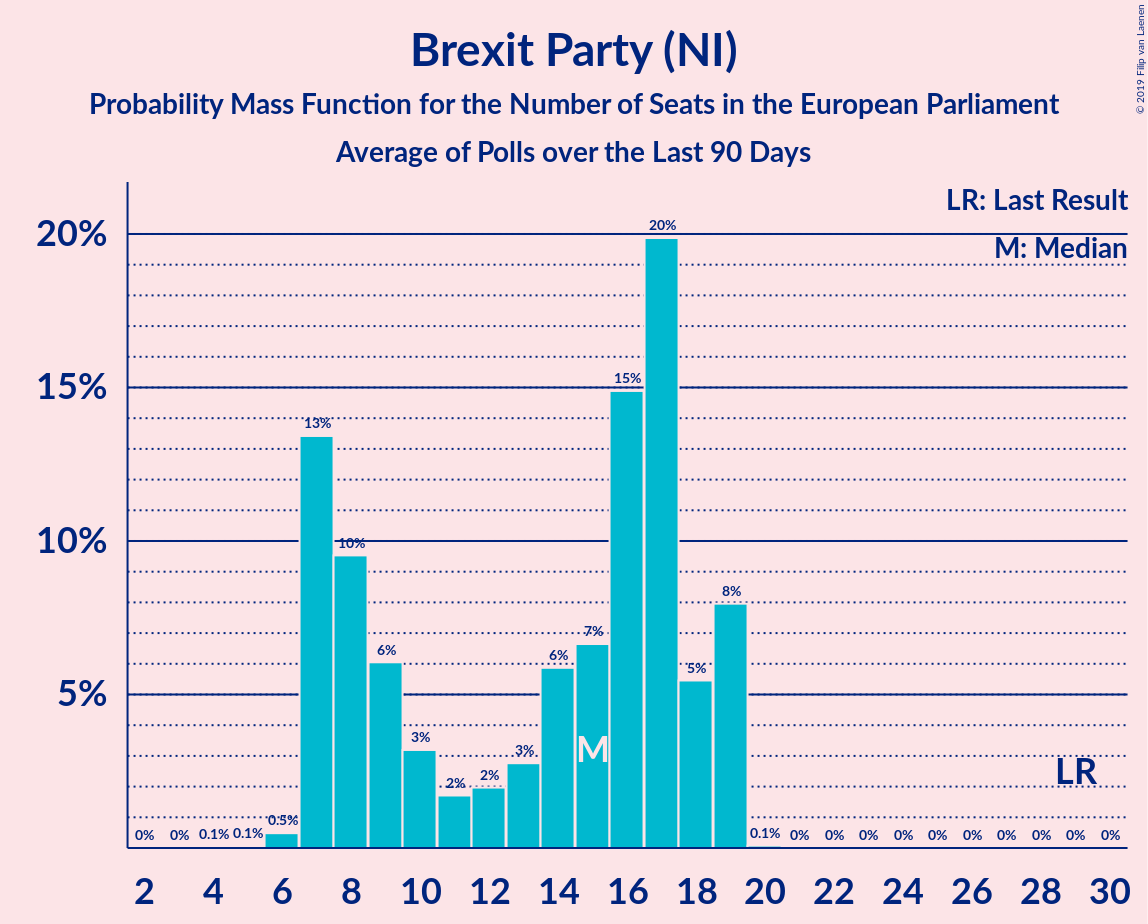 Brexit Party (NI)
Probability Mass Function for the Number of Seats in the European Parliament
Average of Polls over the Last 90 Days
© 2019 Filip van Laenen
LR: Last Result
M: Median
20%
15%
10%
5%
0% 0% 0.1% 0.1% 0.5% 13% 10% 6% 3% 2% 2% 3% 6% 7% 15% 20% 5% 8% 0.1% 0% 0% 0% 0% 0% 0% 0% 0% 0% 0%
M
LR
2 4 6 8 10 12 14 16 18 20 22 24 26 28 30